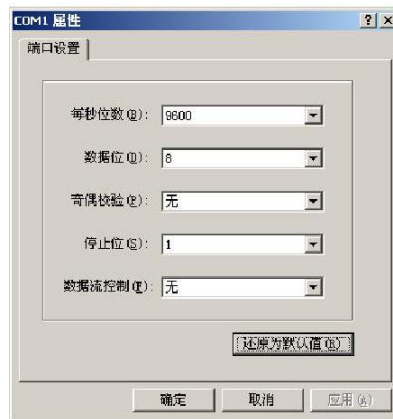 COM1 属性
端口设置
每秒位数(B): 9600
数据位(D): 8
奇偶校验(P): 无
停止位(S): 1
数据流控制(F): 无
还原为默认值(R)
确定 取消 应用(A)